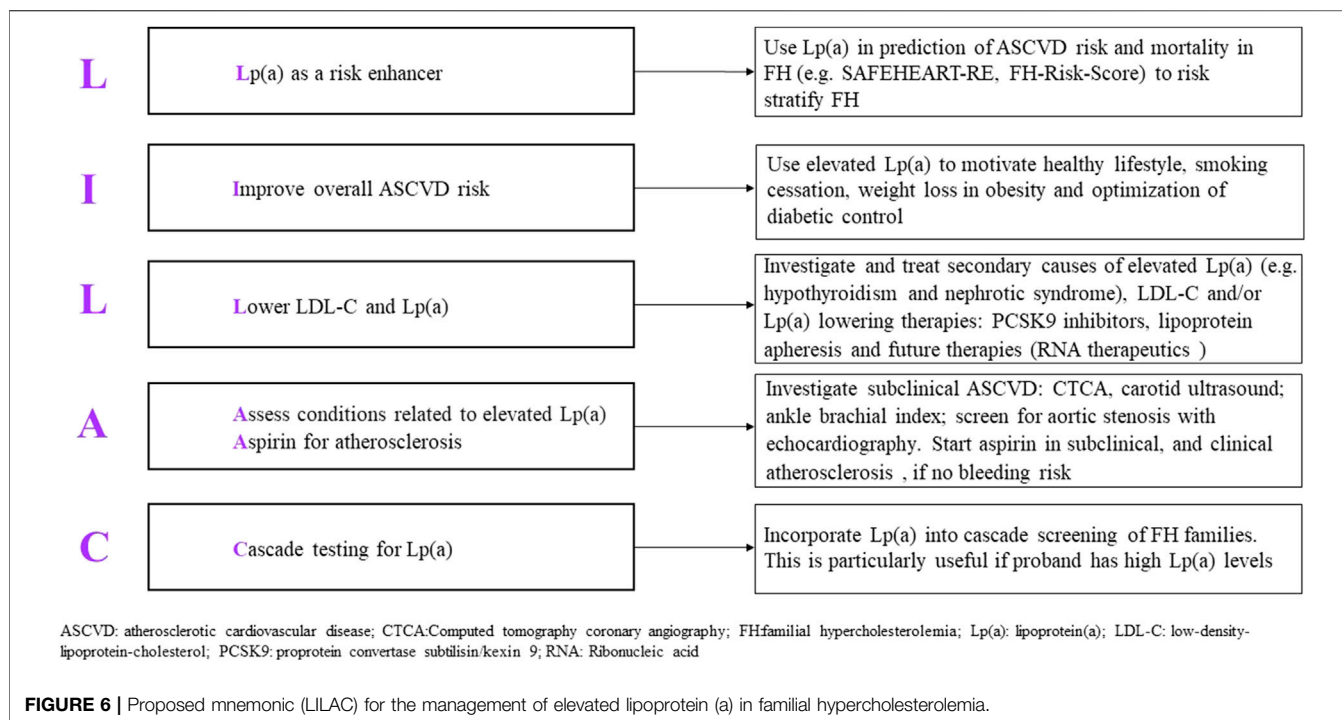 L
Lp(a) as a risk enhancer
Use Lp(a) in prediction of ASCVD risk and mortality in
FH (e.g. SAFEHEART-RE, FH-Risk-Score) to risk
stratify FH
I
Improve overall ASCVD risk
Use elevated Lp(a) to motivate healthy lifestyle, smoking
cessation, weight loss in obesity and optimization of
diabetic control
L
Lower LDL-C and Lp(a)
Investigate and treat secondary causes of elevated Lp(a) (e.g.
hypothyroidism and nephrotic syndrome), LDL-C and/or
Lp(a) lowering therapies: PCSK9 inhibitors, lipoprotein
apheresis and future therapies (RNA therapeutics )
A
Assess conditions related to elevated Lp(a)
Aspirin for atherosclerosis
Investigate subclinical ASCVD: CTCA, carotid ultrasound;
ankle brachial index; screen for aortic stenosis with
echocardiography. Start aspirin in subclinical, and clinical
atherosclerosis , if no bleeding risk
C
Cascade testing for Lp(a)
Incorporate Lp(a) into cascade screening of FH families.
This is particularly useful if proband has high Lp(a) levels
ASCVD: atherosclerotic cardiovascular disease; CTCA:Computed tomography coronary angiography; FH:familial hypercholesterolemia; Lp(a): lipoprotein(a); LDL-C: low-density-
lipoprotein-cholesterol; PCSK9: proprotein convertase subtilisin/kexin 9; RNA: Ribonucleic acid
FIGURE 6 | Proposed mnemonic (LILAC) for the management of elevated lipoprotein (a) in familial hypercholesterolemia.